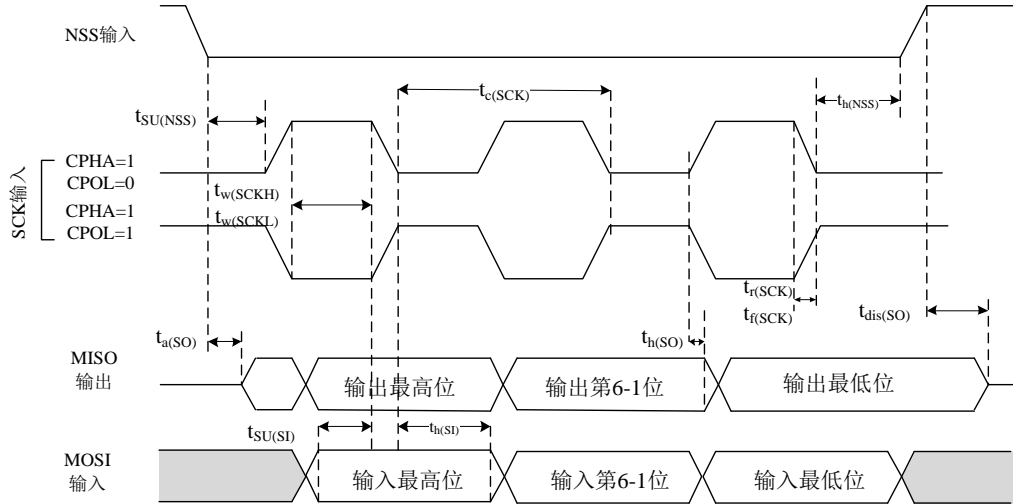 NSS输入
tc(SCK)
th(NSS)
tSU(NSS)
SCK输入
CPHA=1
CPOL=0
CPHA=1
CPOL=1
tw(SCKH)
tw(SCKL)
tr(SCK)
tf(SCK)
tdis(SO)
ta(SO)
th(SO)
MISO
输出
输出最高位
输出第6-1位
输出最低位
tSU(SI)
th(SI)
MOSI
输入
输入最高位
输入第6-1位
输入最低位